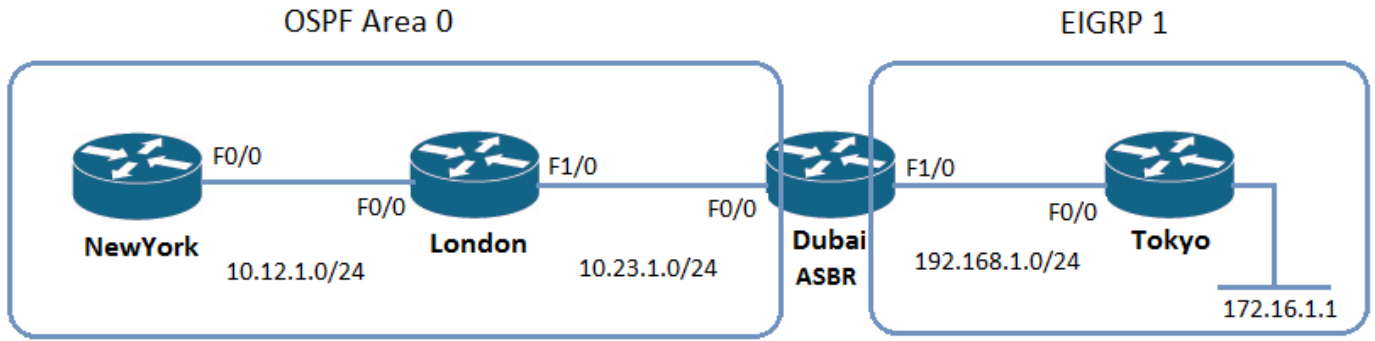 OSPF Area 0
EIGRP 1
F0/0
F0/0
F1/0
F0/0
F1/0
F0/0
NewYork
London
Dubai
ASBR
Tokyo
10.12.1.0/24
10.23.1.0/24
192.168.1.0/24
172.16.1.1